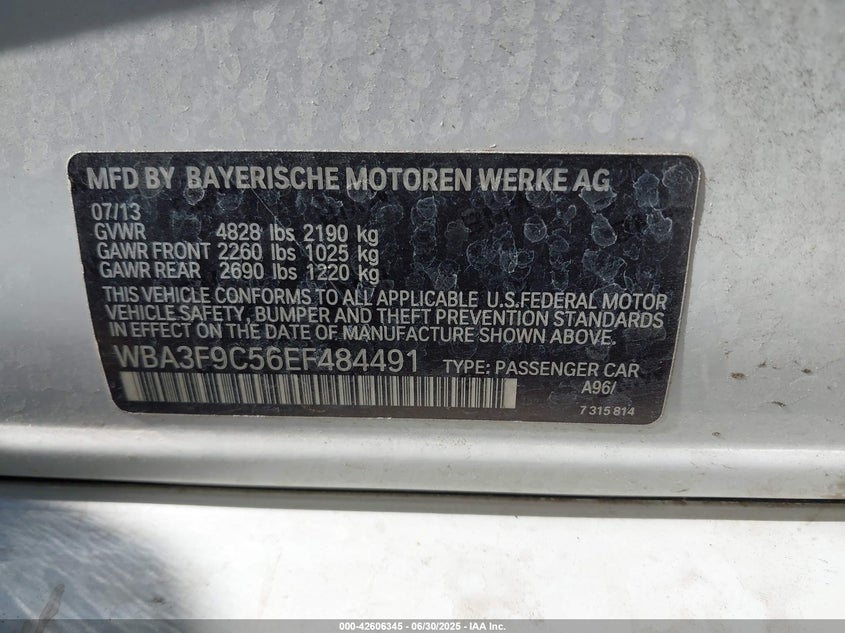 MFD BY BAYERISCHE MOTOREN WERKE AG
07/13
GVWR 4828 lbs 2190 kg
GAWR FRONT 2260 lbs 1025 kg
GAWR REAR 2690 lbs 1220 kg
THIS VEHICLE CONFORMS TO ALL APPLICABLE U.S.FEDERAL MOTOR
VEHICLE SAFETY, BUMPER AND THEFT PREVENTION STANDARDS
IN EFFECT ON THE DATE OF MANUFACTURE SHOWN ABOVE.
WBA3F9C56EF484491 TYPE: PASSENGER CAR
A96/
7 315 814
000-42606345 / 06/30/2025 - IAA Inc.